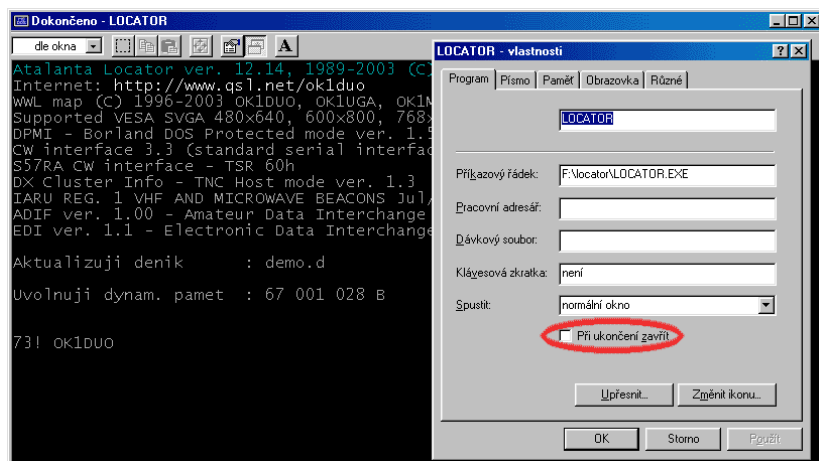 Dokončeno - LOCATOR
dle okna
A
Atalanta Locator ver. 12.14, 1989-2003 (C)
Internet: http://www.qsl.net/ok1duo
WWL map (C) 1996-2003 OK1DUO, OK1UGA, OK1
Supported VESA SVGA 480x640, 600x800, 768
DPMI - Borland DOS Protected mode ver. 1.5
CW interface 3.3 (standard serial interfac
S57RA CW interface - TSR 60h
DX Cluster Info - TNC Host mode ver. 1.3
IARU REG. 1 VHF AND MICROWAVE BEACONS Jul/
ADIF ver. 1.00 - Amateur Data Interchange
EDI ver. 1.1 - Electronic Data Interchange
Aktualizuji denik : demo.d
Uvolnuji dynam. pamet : 67 001 028 B
73! OK1DUO
LOCATOR - vlastnosti
Program Písmo Paměť Obrazovka Různé
LOCATOR
Příkazový řádek: F:\locator\LOCATOR.EXE
Pracovní adresář:
Dávkový soubor:
Klávesová zkratka: není
Spustit: normální okno
Při ukončení zavřít
Upřesnit... Změnit ikonu...
OK Storno Použít